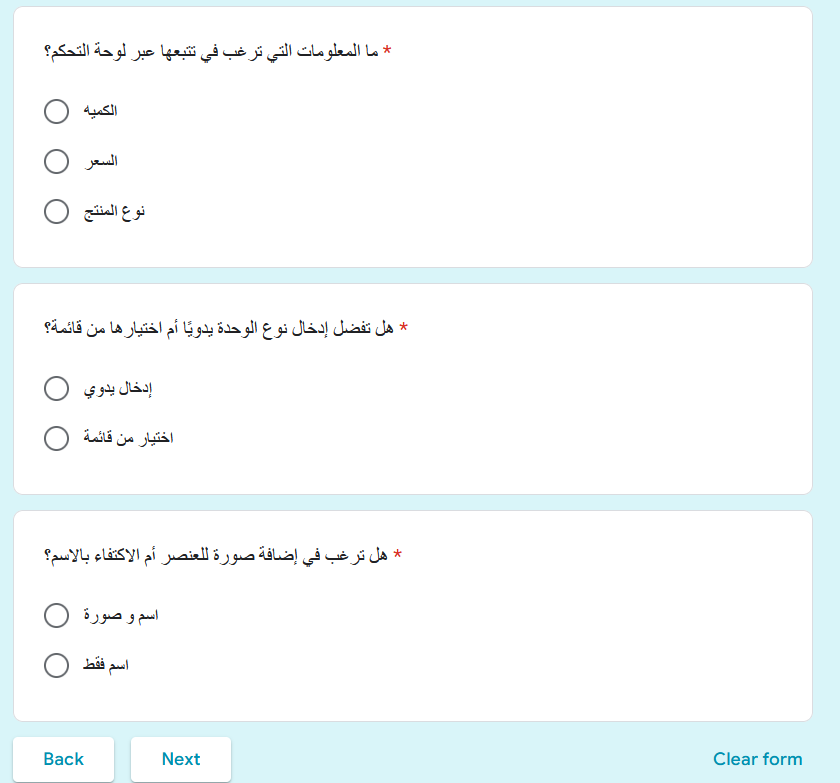 ما المعلومات التي ترغب في تتبعها عبر لوحة التحكم؟ *
الكميه
السعر
نوع المنتج
هل تفضل إدخال نوع الوحدة يدويًا أم اختيارها من قائمة؟ *
إدخال يدوي
اختيار من قائمة
هل ترغب في إضافة صورة للعنصر أم الاكتفاء بالاسم؟ *
اسم و صورة
اسم فقط
Back Next Clear form